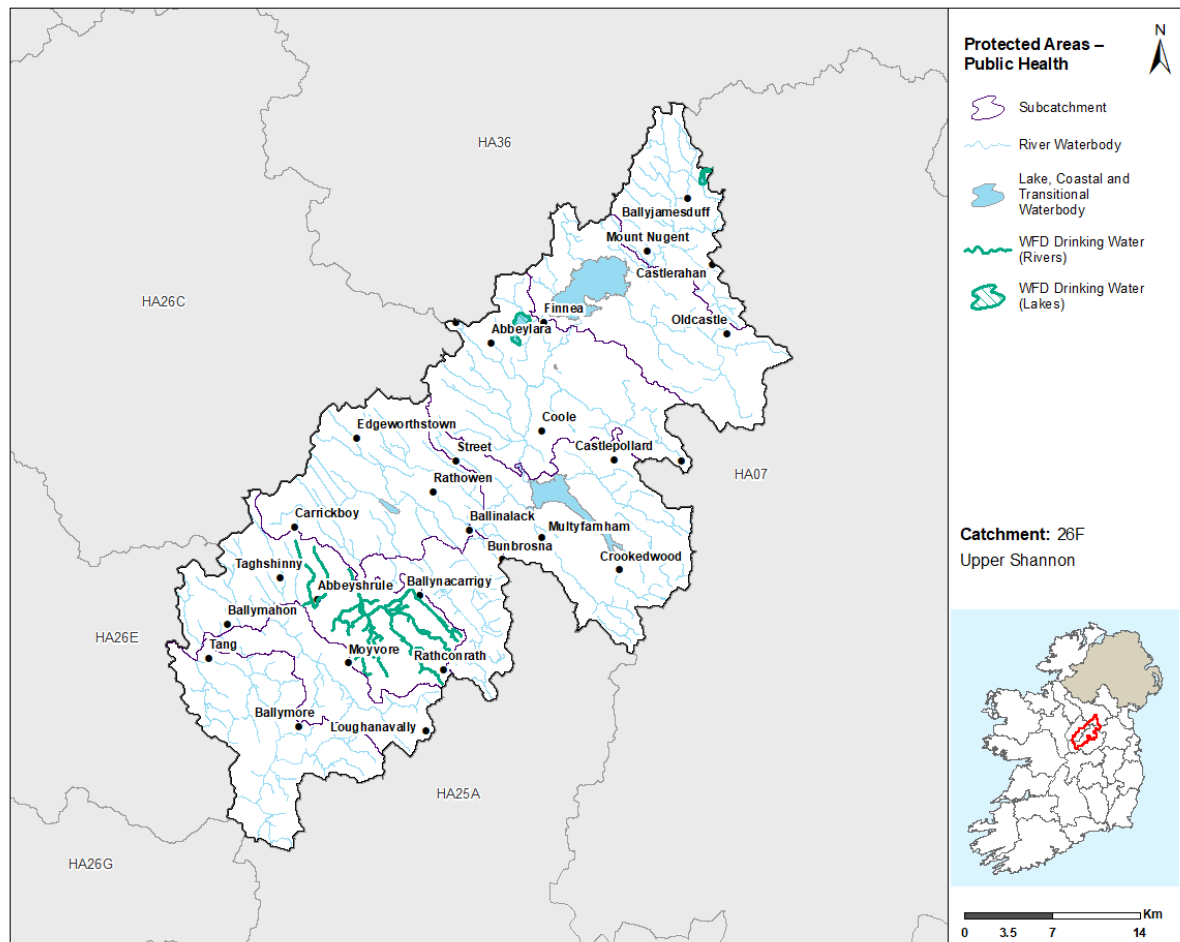 HA36
HA26C
HA07
HA26E
HA25A
HA26G
Ballyjamesduff
Mount Nugent
Castlerahan
Finnea
Abbeylara
Oldcastle
Coole
Edgeworthstown
Street
Castlepollard
Rathowen
Carrickboy
Ballinalack
Multyfarnham
Bunbrosna
Crookedwood
Taghshinny
Abbeyshrule
Ballynacarrigy
Ballymahon
Tang
Moyvore
Rathconrath
Ballymore
Loughanavally
Protected Areas –
Public Health
N
Subcatchment
River Waterbody
Lake, Coastal and
Transitional
Waterbody
WFD Drinking Water
(Rivers)
WFD Drinking Water
(Lakes)
Catchment: 26F
Upper Shannon
Km
0 3.5 7 14